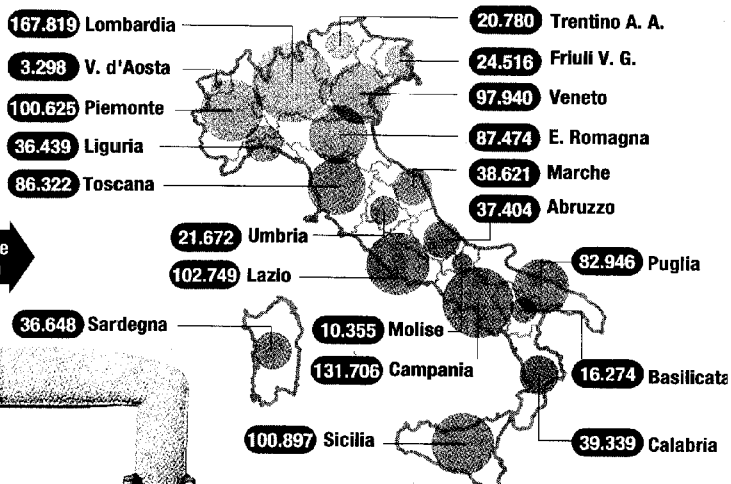 167.819 Lombardia
3.298 V. d'Aosta
100.625 Piemonte
36.439 Liguria
86.322 Toscana
20.780 Trentino A. A.
24.516 Friuli V. G.
97.940 Veneto
87.474 E. Romagna
38.621 Marche
37.404 Abruzzo
21.672 Umbria
102.749 Lazio
82.946 Puglia
36.648 Sardegna
10.355 Molise
131.706 Campania
16.274 Basilicata
100.897 Sicilia
39.339 Calabria